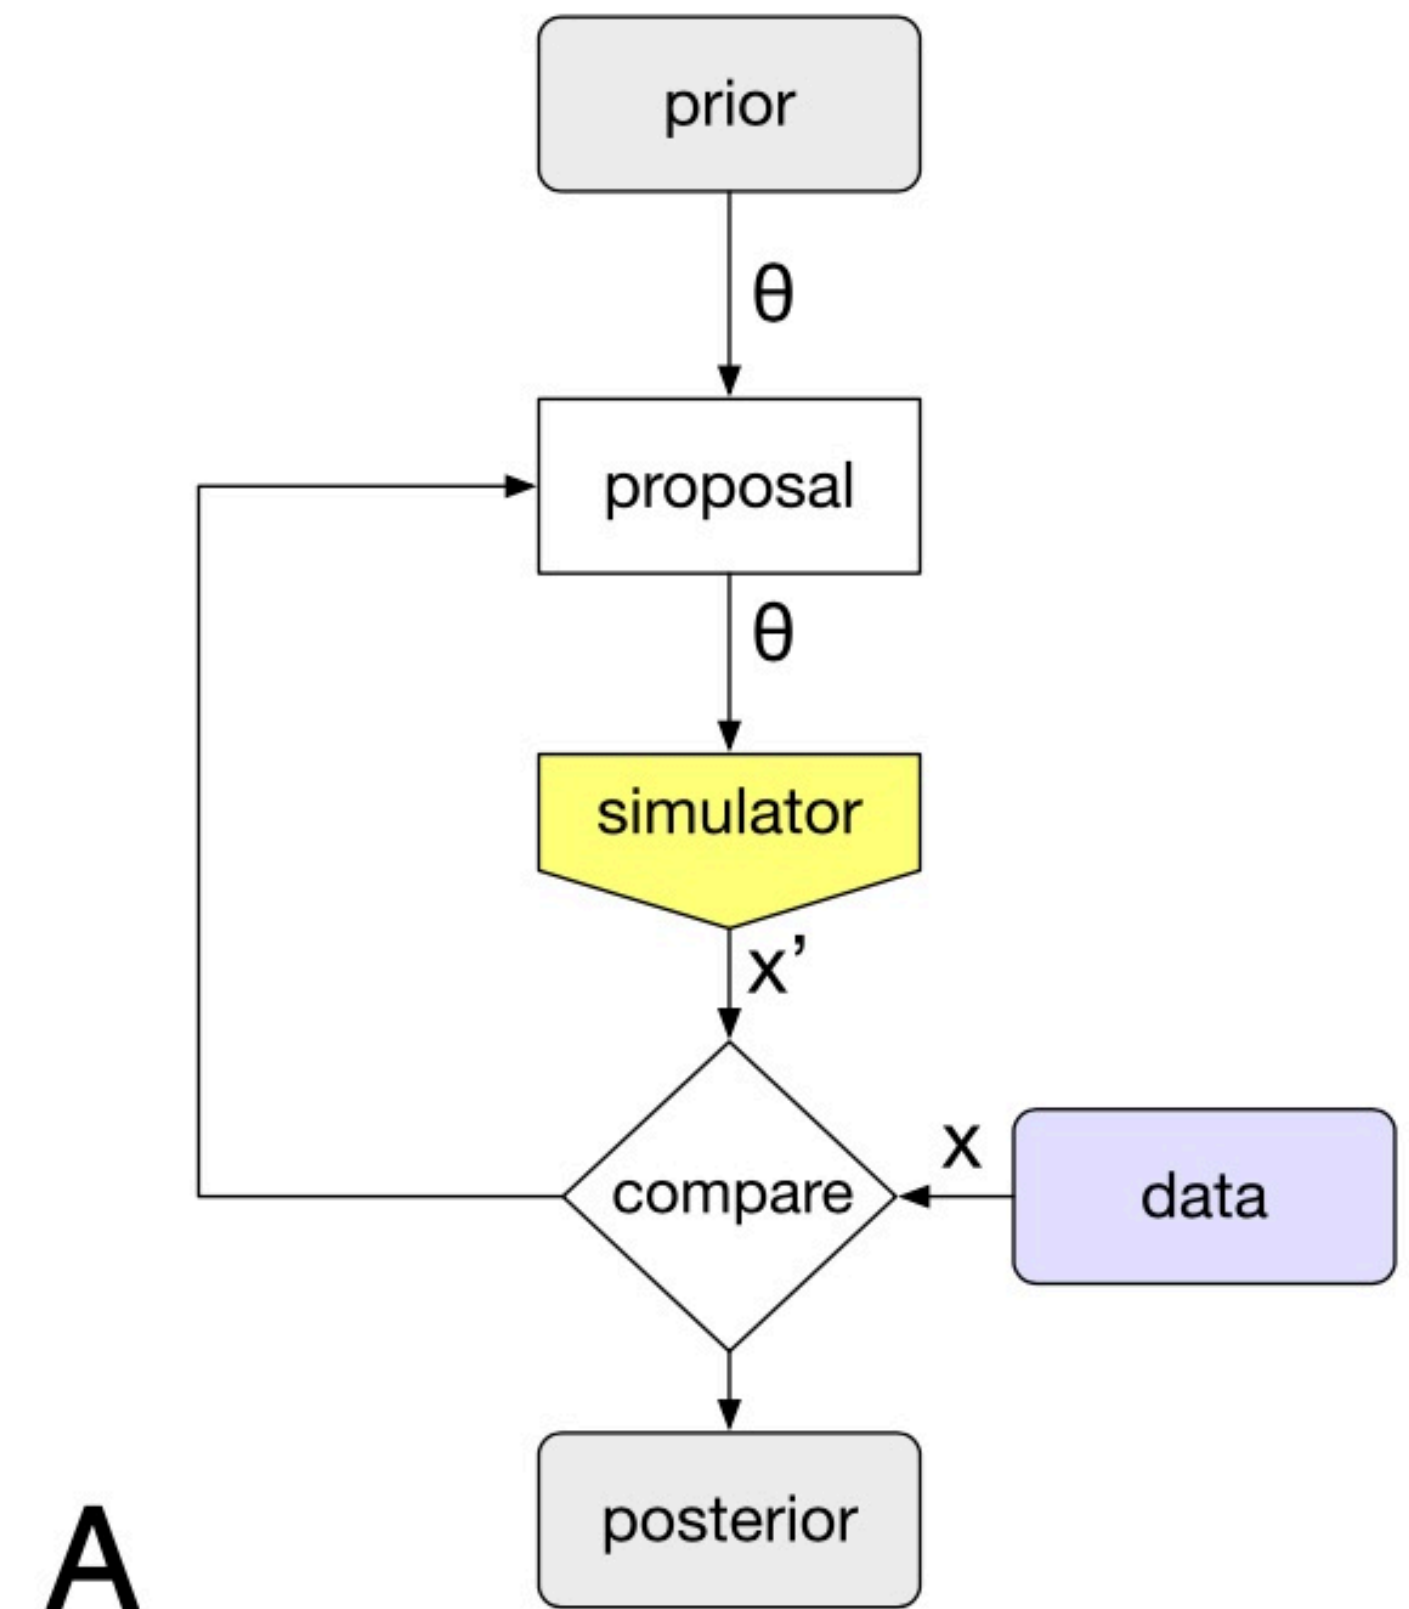 prior
θ
proposal
θ
simulator
x’
compare
x
data
posterior
A